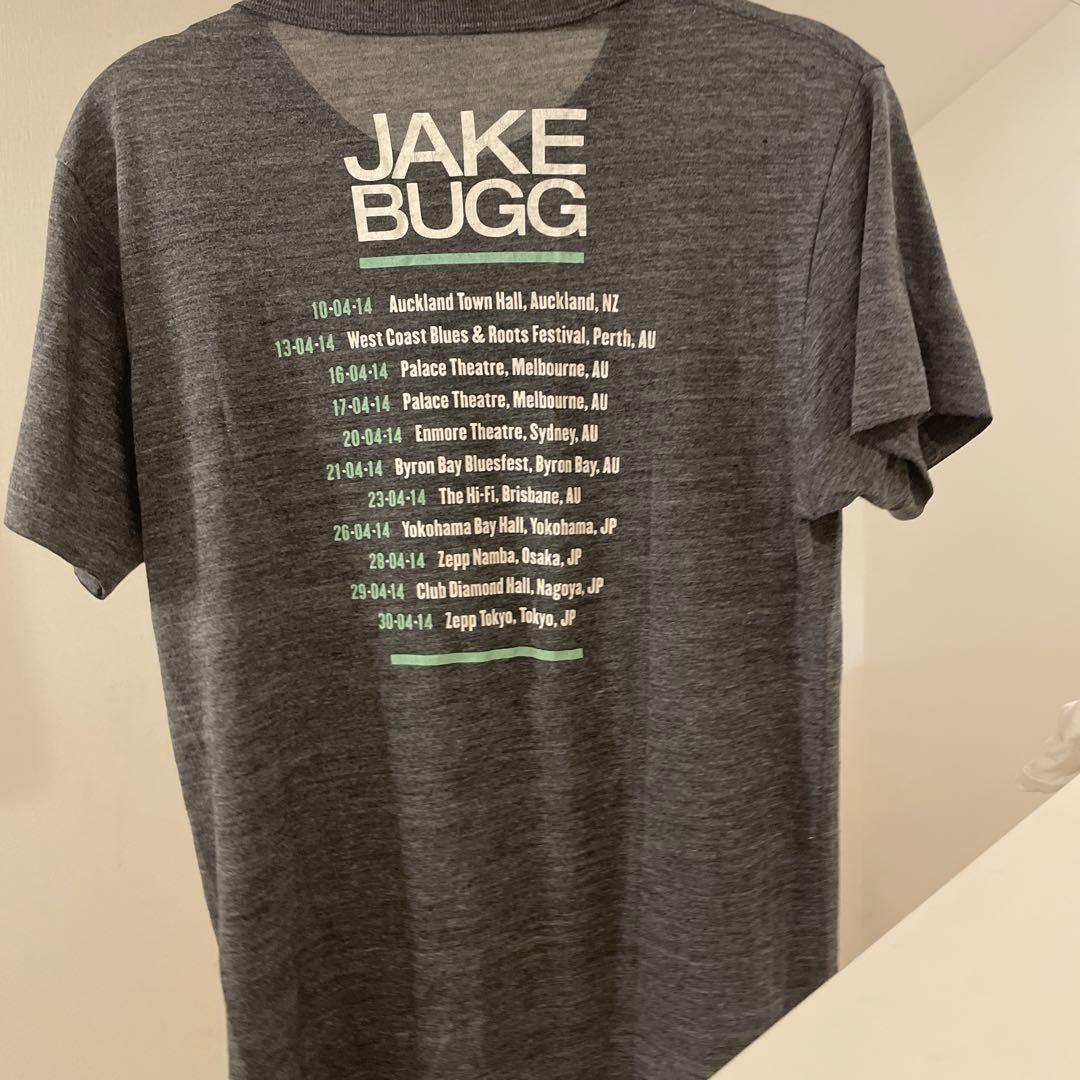 JAKE
BUGG
10-04-14 Auckland Town Hall, Auckland, NZ
13-04-14 West Coast Blues & Roots Festival, Perth, AU
16-04-14 Palace Theatre, Melbourne, AU
17-04-14 Palace Theatre, Melbourne, AU
20-04-14 Enmore Theatre, Sydney, AU
21-04-14 Byron Bay Bluesfest, Byron Bay, AU
23-04-14 The Hi-Fi, Brisbane, AU
26-04-14 Yokohama Bay Hall, Yokohama, JP
28-04-14 Zepp Namba, Osaka, JP
29-04-14 Club Diamond Hall, Nagoya, JP
30-04-14 Zepp Tokyo, Tokyo, JP